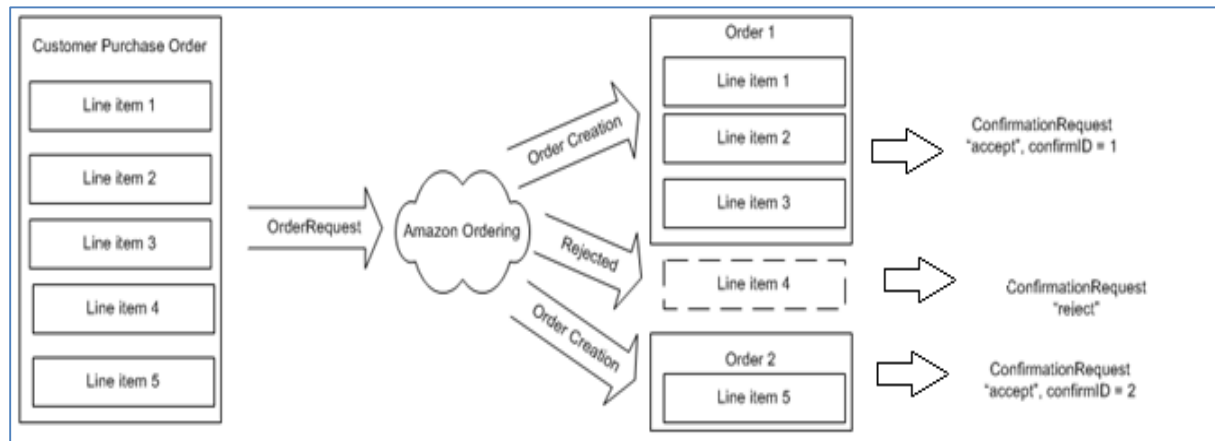 Customer Purchase Order
Line item 1
Line item 2
Line item 3
Line item 4
Line item 5
OrderRequest
Amazon Ordering
Order Creation
Rejected
Order Creation
Order 1
Line item 1
Line item 2
Line item 3
Line item 4
Order 2
Line item 5
ConfirmationRequest
"accept", confirmID = 1
ConfirmationRequest
"reject"
ConfirmationRequest
"accept", confirmID = 2